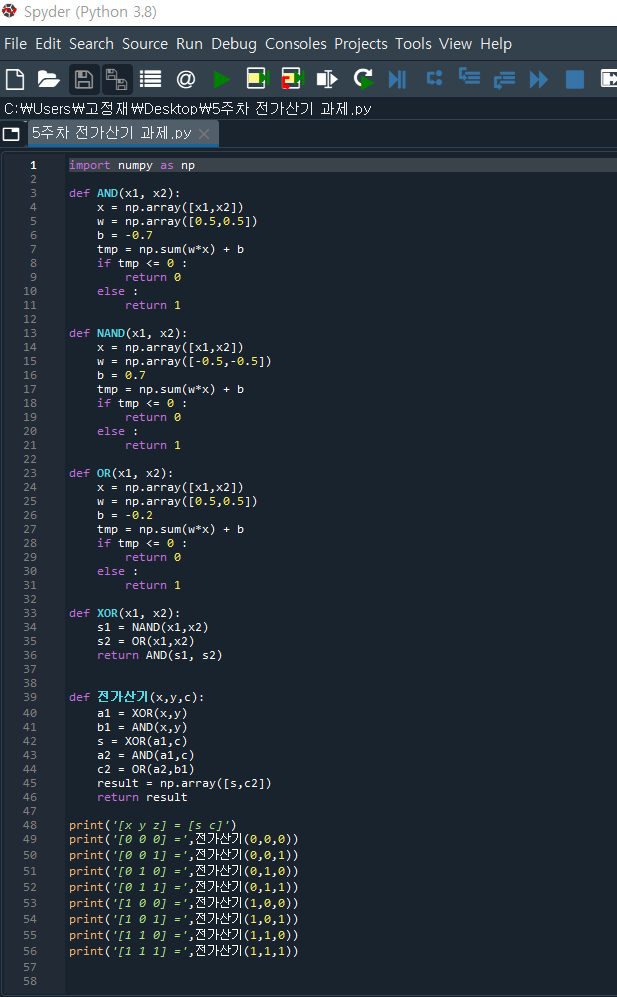 Spyder (Python 3.8)
File Edit Search Source Run Debug Consoles Projects Tools View Help
C:₩Users₩고정재₩Desktop₩5주차 전가산기 과제.py
5주차 전가산기 과제.py
1 import numpy as np
2
3 def AND(x1, x2):
4 x = np.array([x1,x2])
5 w = np.array([0.5,0.5])
6 b = -0.7
7 tmp = np.sum(w*x) + b
8 if tmp <= 0 :
9 return 0
10 else :
11 return 1
12
13 def NAND(x1, x2):
14 x = np.array([x1,x2])
15 w = np.array([-0.5,-0.5])
16 b = 0.7
17 tmp = np.sum(w*x) + b
18 if tmp <= 0 :
19 return 0
20 else :
21 return 1
22
23 def OR(x1, x2):
24 x = np.array([x1,x2])
25 w = np.array([0.5,0.5])
26 b = -0.2
27 tmp = np.sum(w*x) + b
28 if tmp <= 0 :
29 return 0
30 else :
31 return 1
32
33 def XOR(x1, x2):
34 s1 = NAND(x1,x2)
35 s2 = OR(x1,x2)
36 return AND(s1, s2)
37
38
39 def 전가산기(x,y,c):
40 a1 = XOR(x,y)
41 b1 = AND(x,y)
42 s = XOR(a1,c)
43 a2 = AND(a1,c)
44 c2 = OR(a2,b1)
45 result = np.array([s,c2])
46 return result
47
48 print('[x y z] = [s c]')
49 print('[0 0 0] =',전가산기(0,0,0))
50 print('[0 0 1] =',전가산기(0,0,1))
51 print('[0 1 0] =',전가산기(0,1,0))
52 print('[0 1 1] =',전가산기(0,1,1))
53 print('[1 0 0] =',전가산기(1,0,0))
54 print('[1 0 1] =',전가산기(1,0,1))
55 print('[1 1 0] =',전가산기(1,1,0))
56 print('[1 1 1] =',전가산기(1,1,1))
57
58